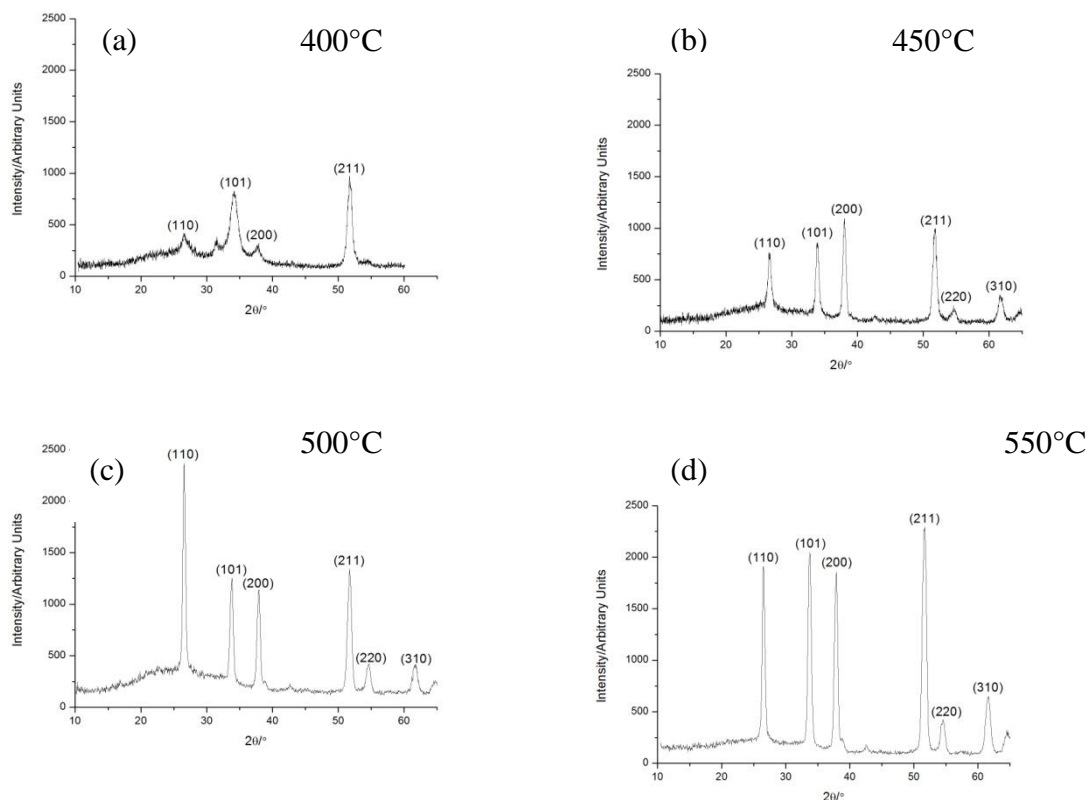 (a) 400°C
Intensity/Arbitrary Units
2500
2000
1500
1000
500
0
(110)
(101)
(200)
(211)
10 20 30 40 50 60
2θ/°
(b) 450°C
Intensity/Arbitrary Units
2500
2000
1500
1000
500
0
(110)
(101)
(200)
(211)
(220)
(310)
10 20 30 40 50 60
2θ/°
(c) 500°C
Intensity/Arbitrary Units
2500
2000
1500
1000
500
0
(110)
(101)
(200)
(211)
(220)
(310)
10 20 30 40 50 60
2θ/°
(d) 550°C
Intensity/Arbitrary Units
2500
2000
1500
1000
500
0
(110)
(101)
(200)
(211)
(220)
(310)
10 20 30 40 50 60
2θ/°